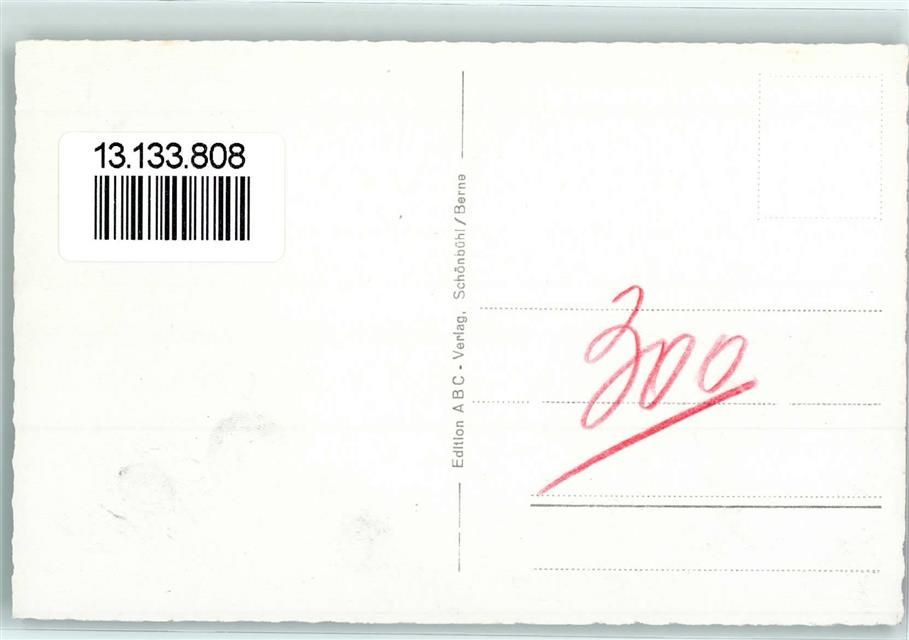 13.133.808
Edition ABC - Verlag, Schönbühl/Berne
300